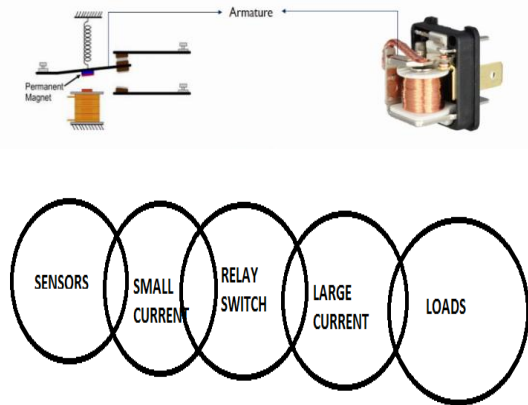 Armature
Permanent
Magnet
SENSORS
SMALL
CURRENT
RELAY
SWITCH
LARGE
CURRENT
LOADS